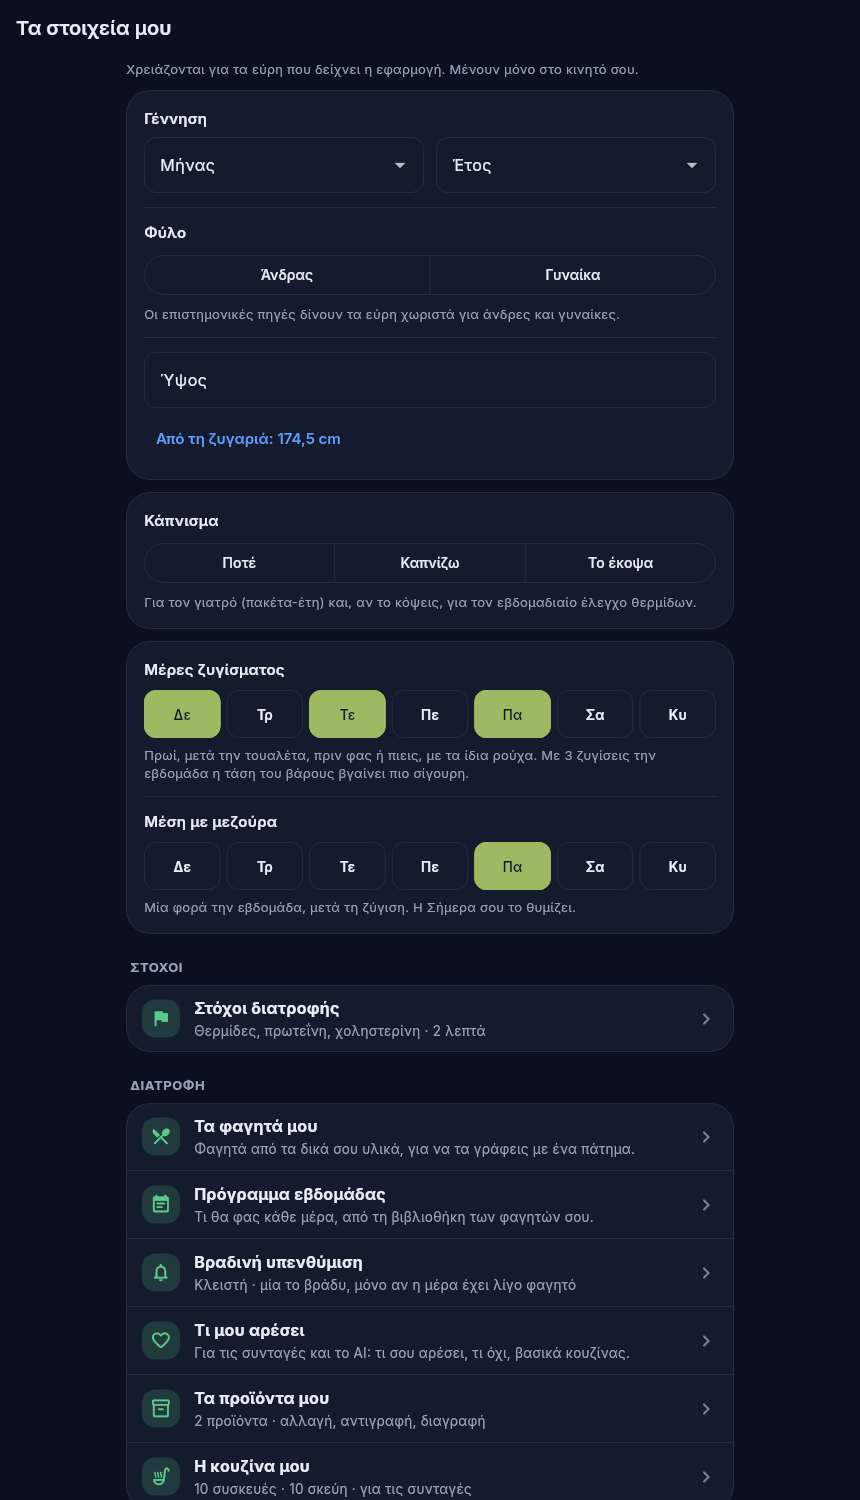 Τα στοιχεία μου
Χρειάζονται για τα εύρη που δείχνει η εφαρμογή. Μένουν μόνο στο κινητό σου.
Γέννηση
Μήνας
Έτος
Φύλο
Άνδρας
Γυναίκα
Οι επιστημονικές πηγές δίνουν τα εύρη χωριστά για άνδρες και γυναίκες.
Ύψος
Από τη ζυγαριά: 174,5 cm
Κάπνισμα
Ποτέ
Καπνίζω
Το έκοψα
Για τον γιατρό (πακέτα-έτη) και, αν το κόψεις, για τον εβδομαδιαίο έλεγχο θερμίδων.
Μέρες ζυγίσματος
Δε Τρ Τε Πε Πα Σα Κυ
Πρωί, μετά την τουαλέτα, πριν φας ή πιεις, με τα ίδια ρούχα. Με 3 ζυγίσεις την
εβδομάδα η τάση του βάρους βγαίνει πιο σίγουρη.
Μέση με μεζούρα
Δε Τρ Τε Πε Πα Σα Κυ
Μία φορά την εβδομάδα, μετά τη ζύγιση. Η Σήμερα σου το θυμίζει.
ΣΤΟΧΟΙ
Στόχοι διατροφής
Θερμίδες, πρωτεΐνη, χοληστερίνη · 2 λεπτά
ΔΙΑΤΡΟΦΗ
Τα φαγητά μου
Φαγητά από τα δικά σου υλικά, για να τα γράφεις με ένα πάτημα.
Πρόγραμμα εβδομάδας
Τι θα φας κάθε μέρα, από τη βιβλιοθήκη των φαγητών σου.
Βραδινή υπενθύμιση
Κλειστή · μία το βράδυ, μόνο αν η μέρα έχει λίγο φαγητό
Τι μου αρέσει
Για τις συνταγές και το AI: τι σου αρέσει, τι όχι, βασικά κουζίνας.
Τα προϊόντα μου
2 προϊόντα · αλλαγή, αντιγραφή, διαγραφή
Η κουζίνα μου
10 συσκευές · 10 σκεύη · για τις συνταγές